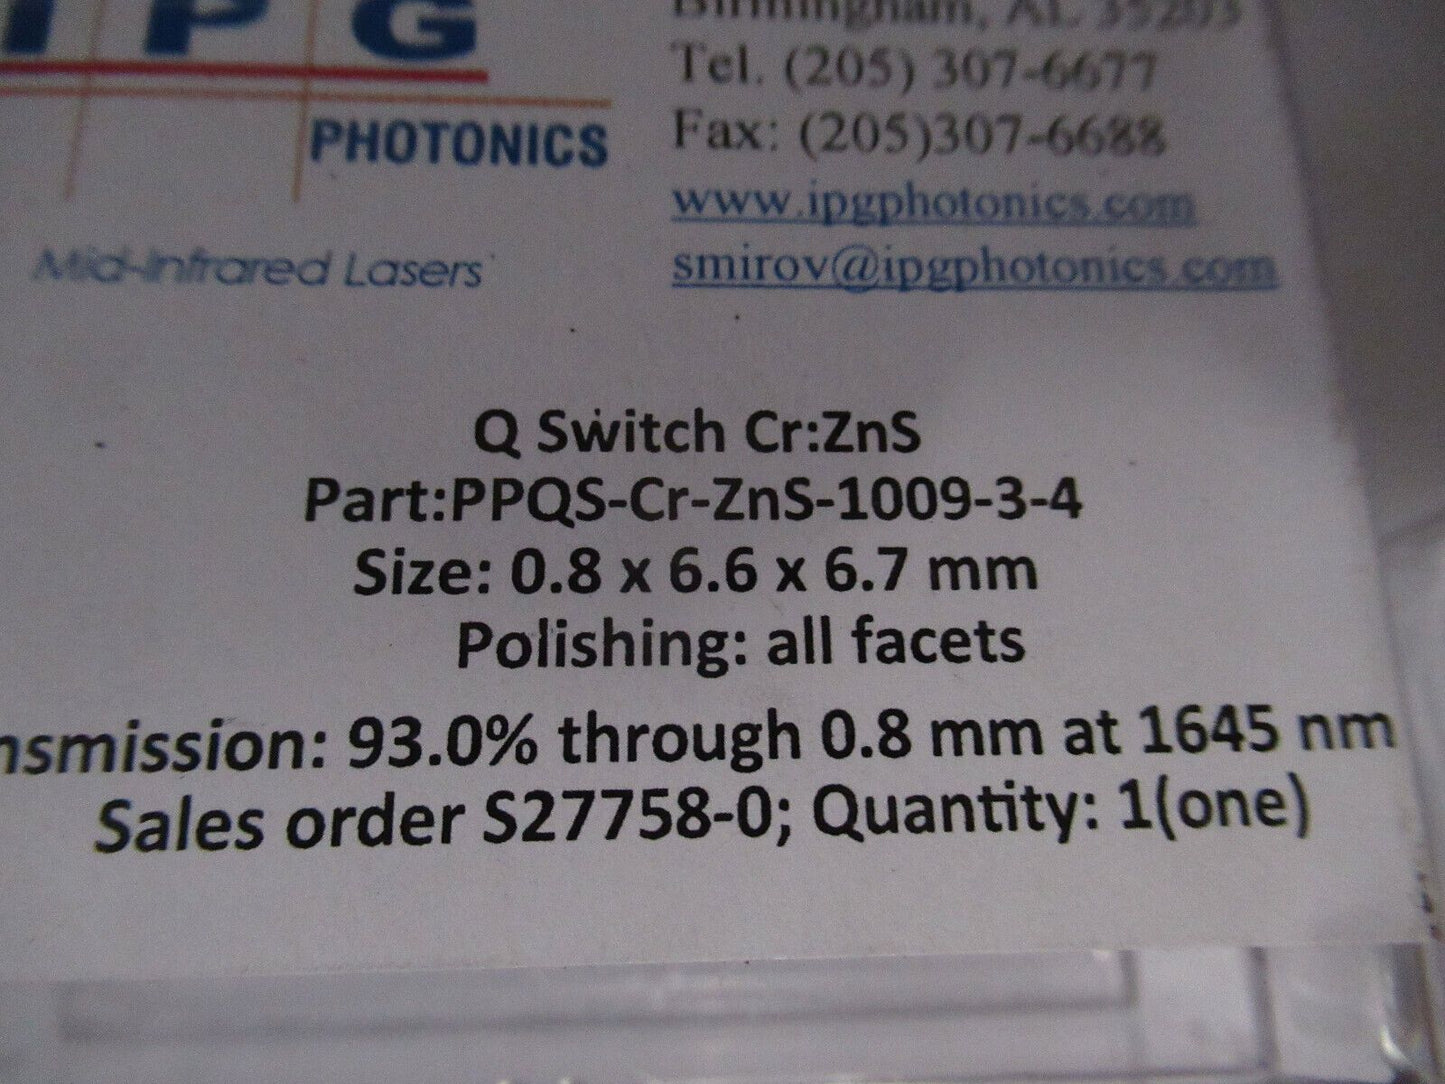 IPG
PHOTONICS
Mid-Infrared Lasers
Birmingham, AL 35203
Tel. (205) 307-6677
Fax: (205)307-6688
www.ipgphotonics.com
smirov@ipgphotonics.com
Q Switch Cr:ZnS
Part:PPQS-Cr-ZnS-1009-3-4
Size: 0.8 x 6.6 x 6.7 mm
Polishing: all facets
nsmission: 93.0% through 0.8 mm at 1645 nm
Sales order S27758-0; Quantity: 1(one)